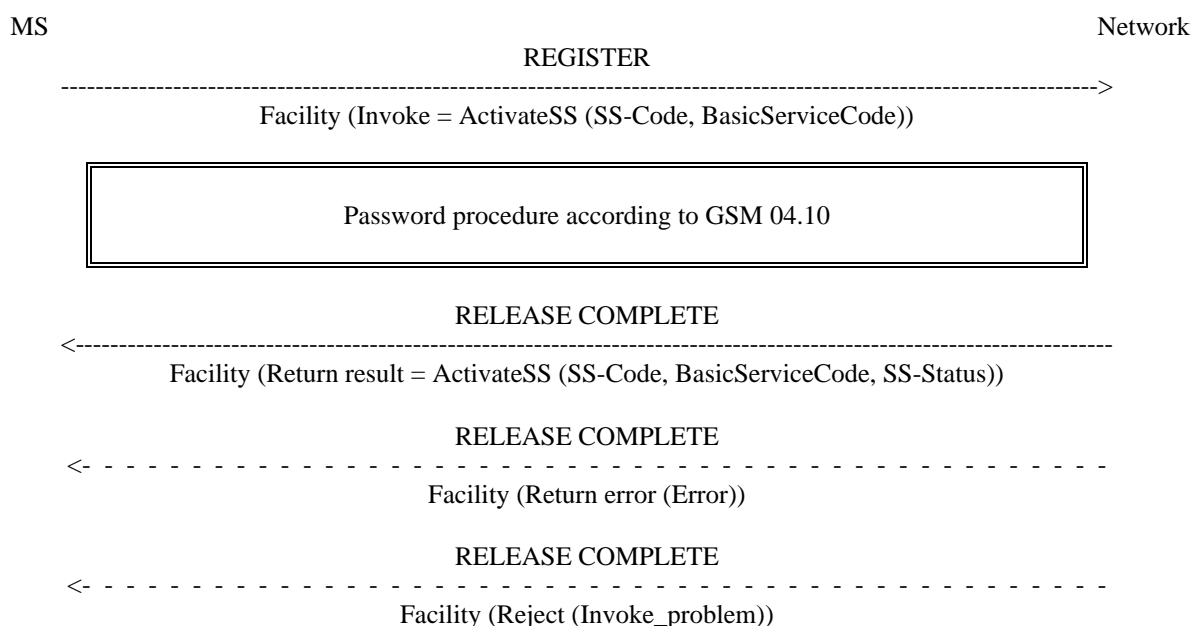 MS Network
REGISTER
------------------------------------------------------------------------------------------------------------------------>
Facility (Invoke = ActivateSS (SS-Code, BasicServiceCode))
Password procedure according to GSM 04.10
RELEASE COMPLETE
<------------------------------------------------------------------------------------------------------------------------
Facility (Return result = ActivateSS (SS-Code, BasicServiceCode, SS-Status))
RELEASE COMPLETE
<- - - - - - - - - - - - - - - - - - - - - - - - - - - - - - - - - - - -
Facility (Return error (Error))
RELEASE COMPLETE
<- - - - - - - - - - - - - - - - - - - - - - - - - - - - - - - - - - - -
Facility (Reject (Invoke_problem))